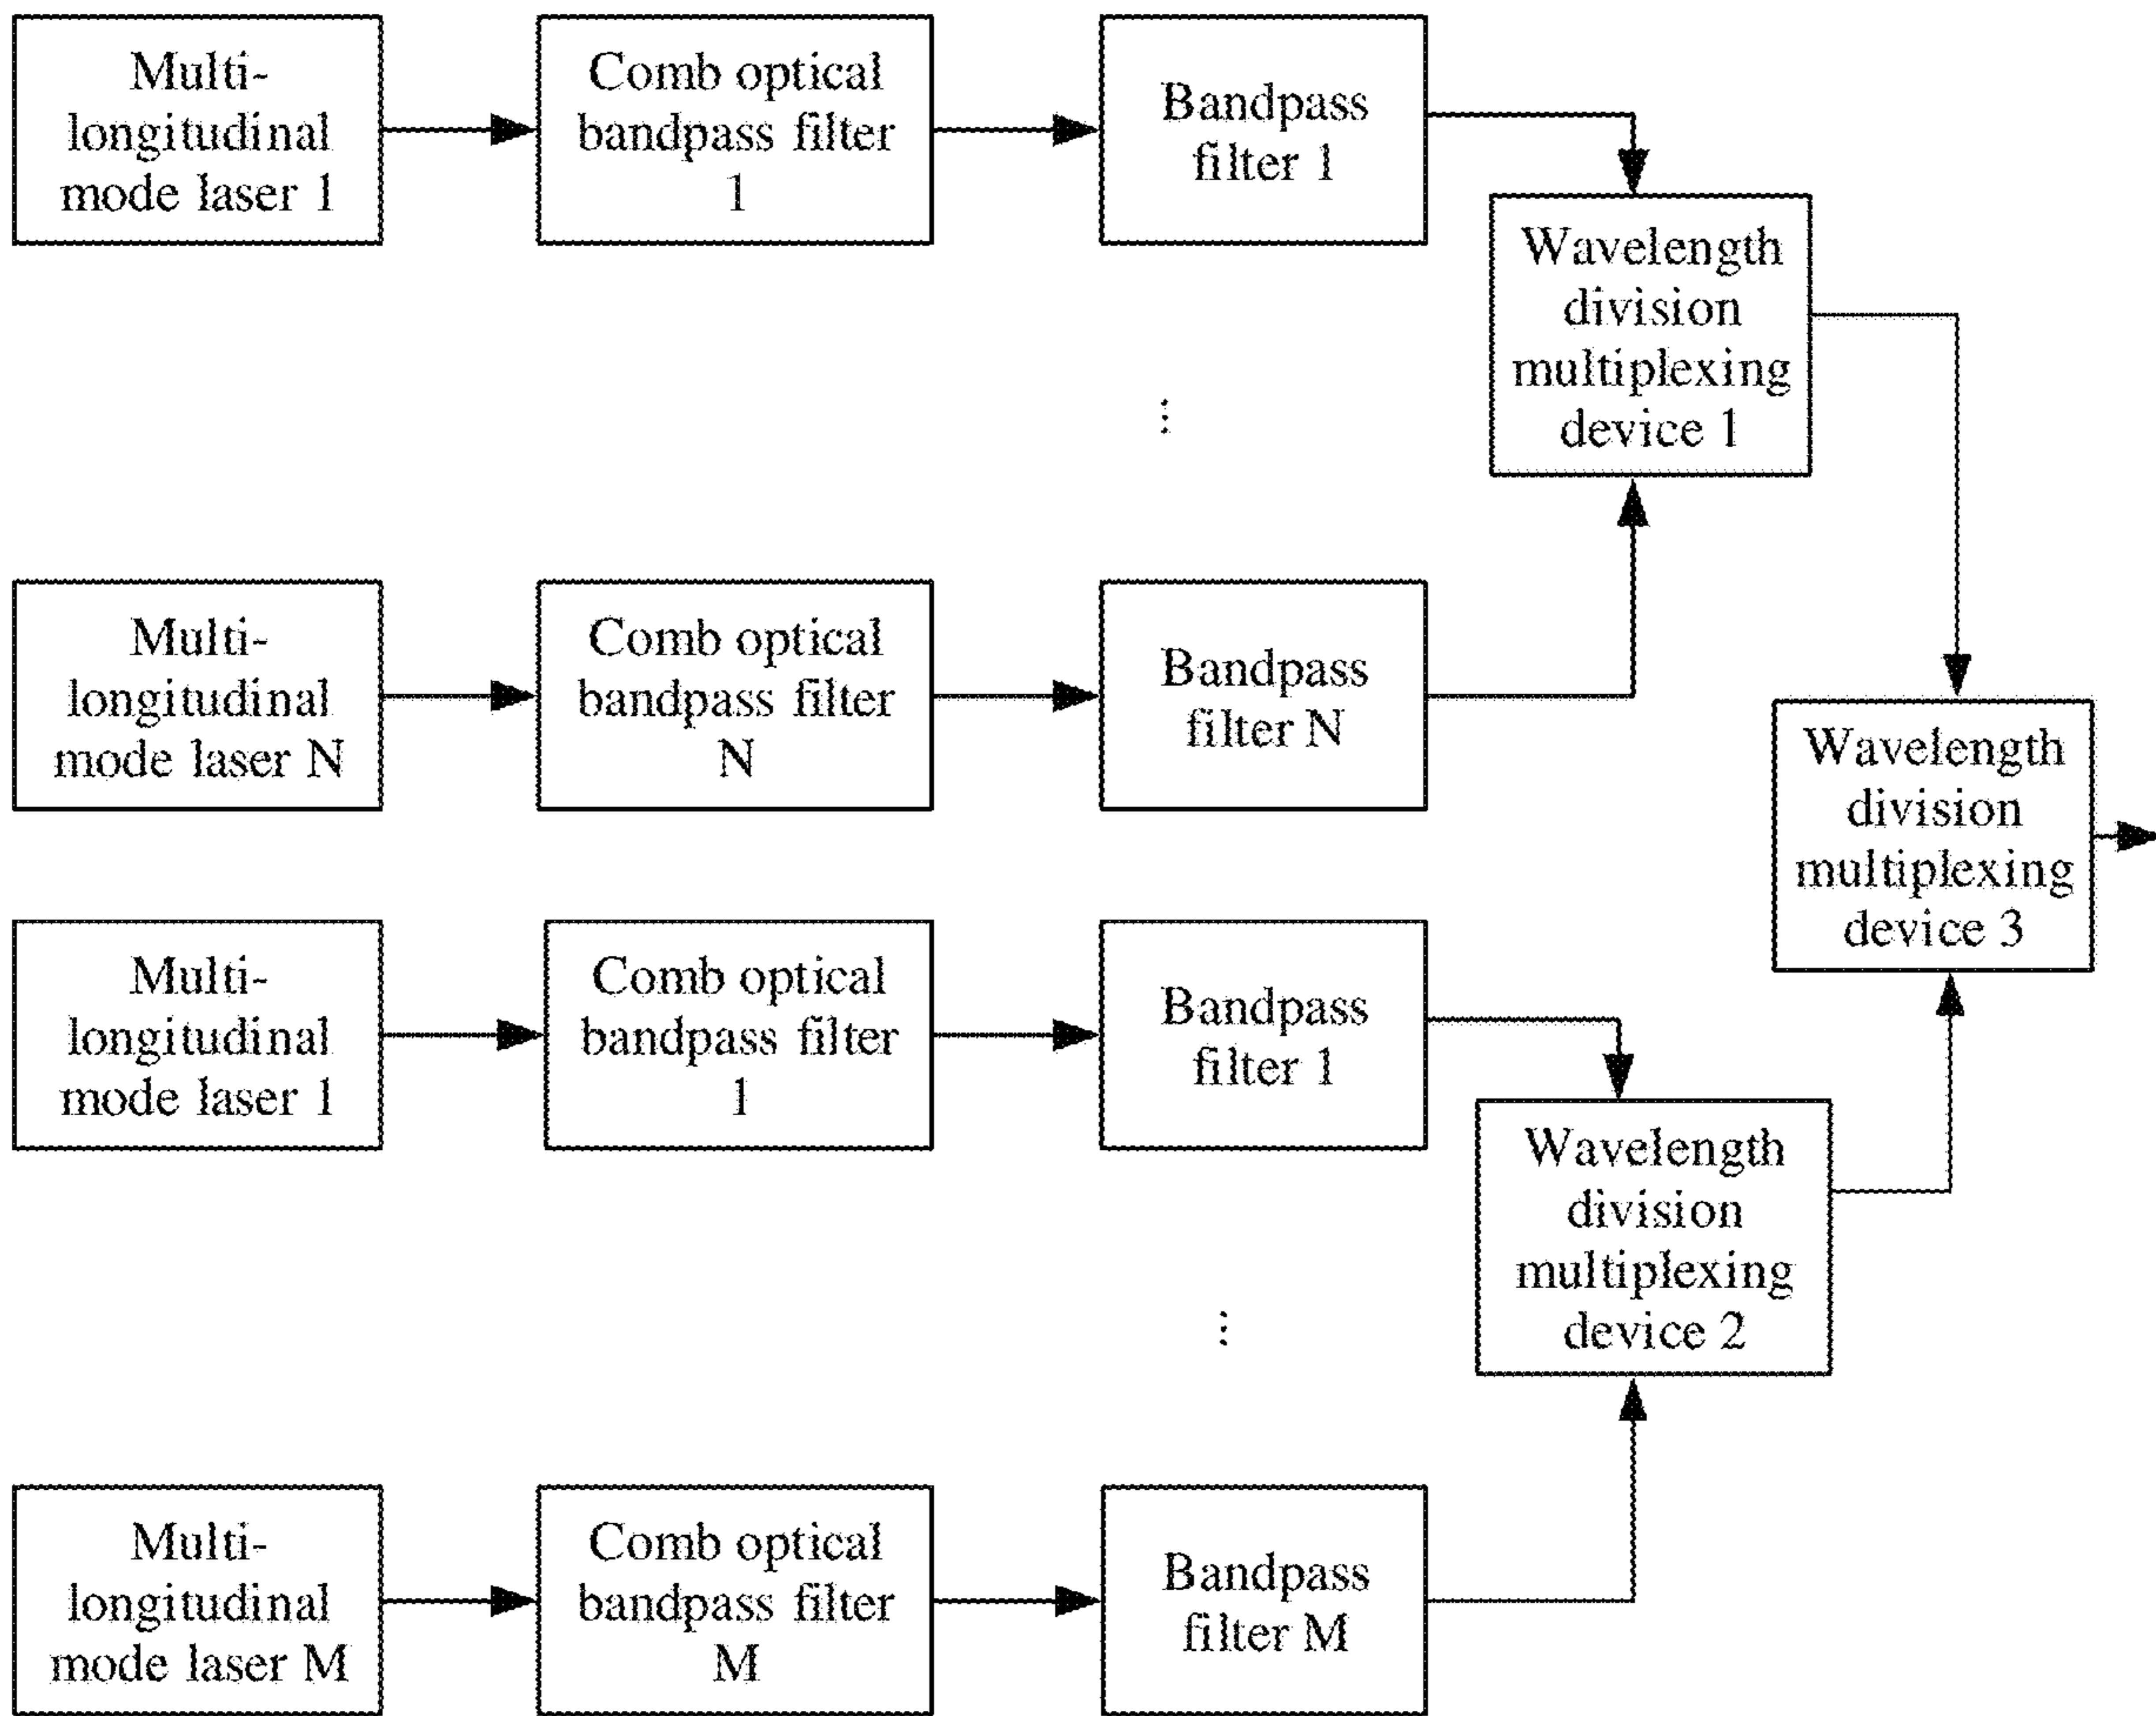 Multi-
longitudinal
mode laser 1
Comb optical
bandpass filter
1
Bandpass
filter 1
Wavelength
division
multiplexing
device 1
⋮
Multi-
longitudinal
mode laser N
Comb optical
bandpass filter
N
Bandpass
filter N
Wavelength
division
multiplexing
device 3
Multi-
longitudinal
mode laser 1
Comb optical
bandpass filter
1
Bandpass
filter 1
Wavelength
division
multiplexing
device 2
⋮
Multi-
longitudinal
mode laser M
Comb optical
bandpass filter
M
Bandpass
filter M